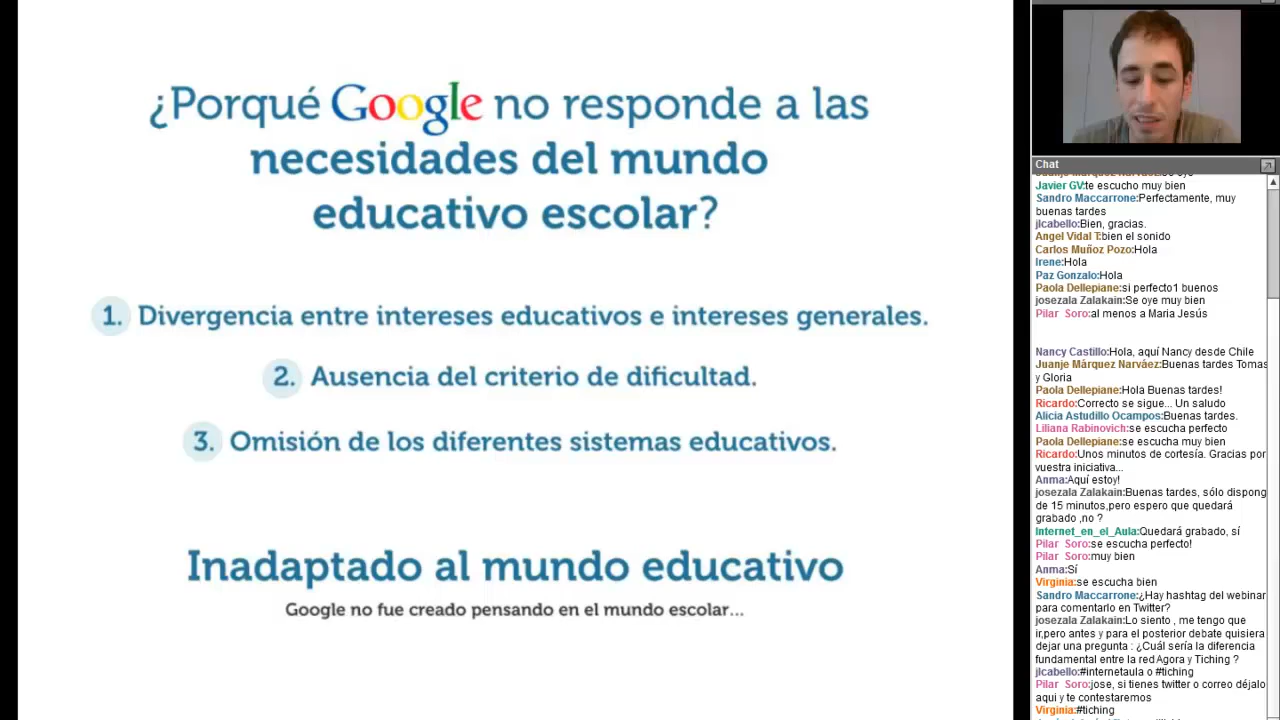 ¿Porqué Google no responde a las
necesidades del mundo
educativo escolar?
1. Divergencia entre intereses educativos e intereses generales.
2. Ausencia del criterio de dificultad.
3. Omisión de los diferentes sistemas educativos.
Inadaptado al mundo educativo
Google no fue creado pensando en el mundo escolar...
Chat
Javier GV:te escucho muy bien
Sandro Maccarrone:Perfectamente, muy
buenas tardes
jlcabello:Bien, gracias.
Angel Vidal T:bien el sonido
Carlos Muñoz Pozo:Hola
Irene:Hola
Paz Gonzalo:Hola
Paola Dellepiane:si perfecto1 buenos
josezala Zalakain:Se oye muy bien
Pilar Soro:al menos a Maria Jesús
Nancy Castillo:Hola, aquí Nancy desde Chile
Juanje Márquez Narváez:Buenas tardes Tomas
y Gloria
Paola Dellepiane:Hola Buenas tardes!
Ricardo:Correcto se sigue... Un saludo
Alicia Astudillo Ocampos:Buenas tardes.
Liliana Rabinovich:se escucha perfecto
Paola Dellepiane:se escucha muy bien
Ricardo:Unos minutos de cortesía. Gracias por
vuestra iniciativa...
Anma:Aquí estoy!
josezala Zalakain:Buenas tardes, sólo dispong
de 15 minutos,pero espero que quedará
grabado ,no ?
Internet_en_el_Aula:Quedará grabado, sí
Pilar Soro:se escucha perfecto!
Pilar Soro:muy bien
Anma:Sí
Virginia:se escucha bien
Sandro Maccarrone:¿Hay hashtag del webinar
para comentarlo en Twitter?
josezala Zalakain:Lo siento , me tengo que
ir,pero antes y para el posterior debate quisiera
dejar una pregunta : ¿Cuál sería la diferencia
fundamental entre la red Agora y Tiching ?
jlcabello:#internetaula o #tiching
Pilar Soro:jose, si tienes twitter o correo déjalo
aqui y te contestaremos
Virginia:#tiching